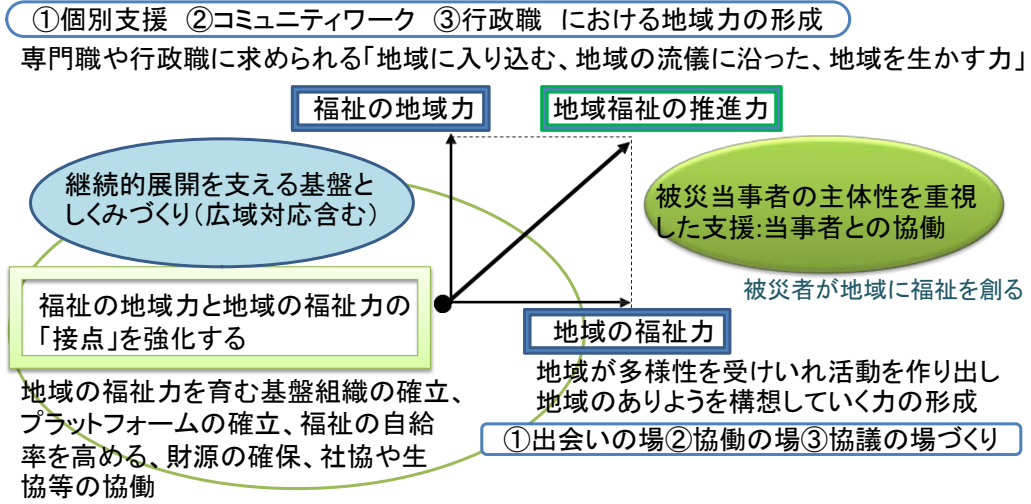 ①個別支援 ②コミュニティワーク ③行政職 における地域力の形成
専門職や行政職に求められる「地域に入り込む、地域の流儀に沿った、地域を生かす力」
福祉の地域力
地域福祉の推進力
継続的展開を支える基盤と
しくみづくり(広域対応含む)
被災当事者の主体性を重視
した支援:当事者との協働
被災者が地域に福祉を創る
福祉の地域力と地域の福祉力の
「接点」を強化する
地域の福祉力
地域が多様性を受けいれ活動を作り出し
地域のありようを構想していく力の形成
①出会いの場②協働の場③協議の場づくり
地域の福祉力を育む基盤組織の確立、
プラットフォームの確立、福祉の自給
率を高める、財源の確保、社協や生
協等の協働